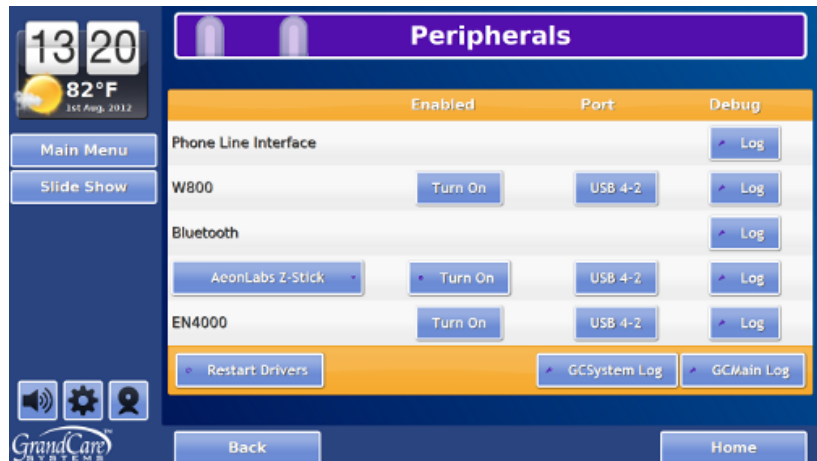 13 20
82°F
1st Aug, 2012
Main Menu
Slide Show
Peripherals
Enabled Port Debug
Phone Line Interface Log
W800 Turn On USB 4-2 Log
Bluetooth Log
AeonLabs Z-Stick Turn On USB 4-2 Log
EN4000 Turn On USB 4-2 Log
Restart Drivers GCSystem Log GCMain Log
GrandCare
SYSTEMS
Back Home